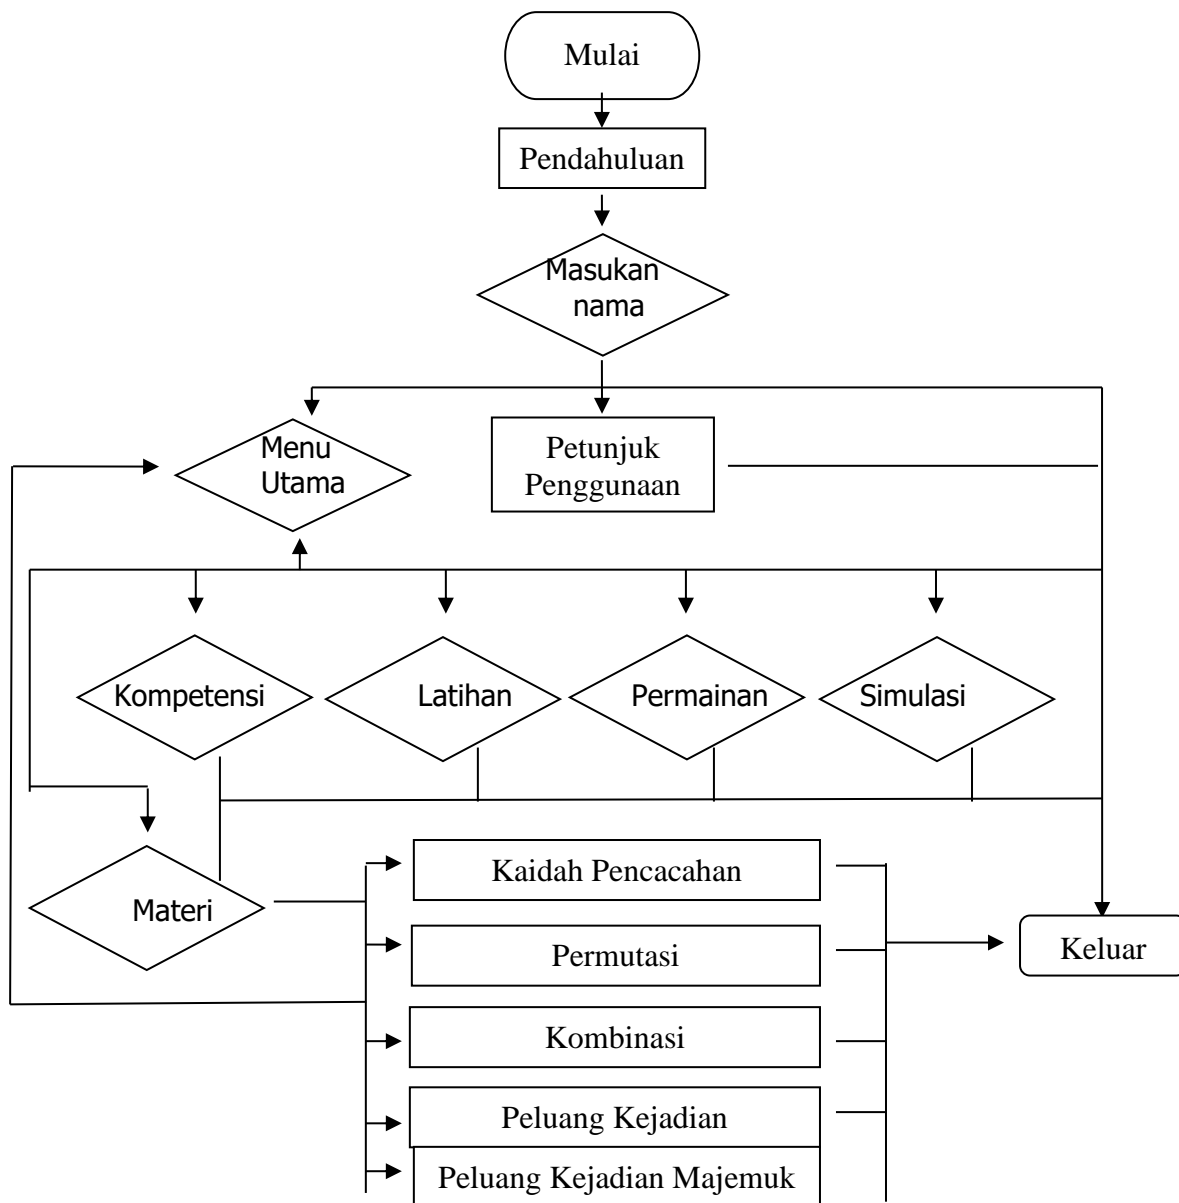 Mulai
Pendahuluan
Masukan
nama
Menu
Utama
Petunjuk
Penggunaan
Kompetensi
Latihan
Permainan
Simulasi
Materi
Kaidah Pencacahan
Permutasi
Keluar
Kombinasi
Peluang Kejadian
Peluang Kejadian Majemuk